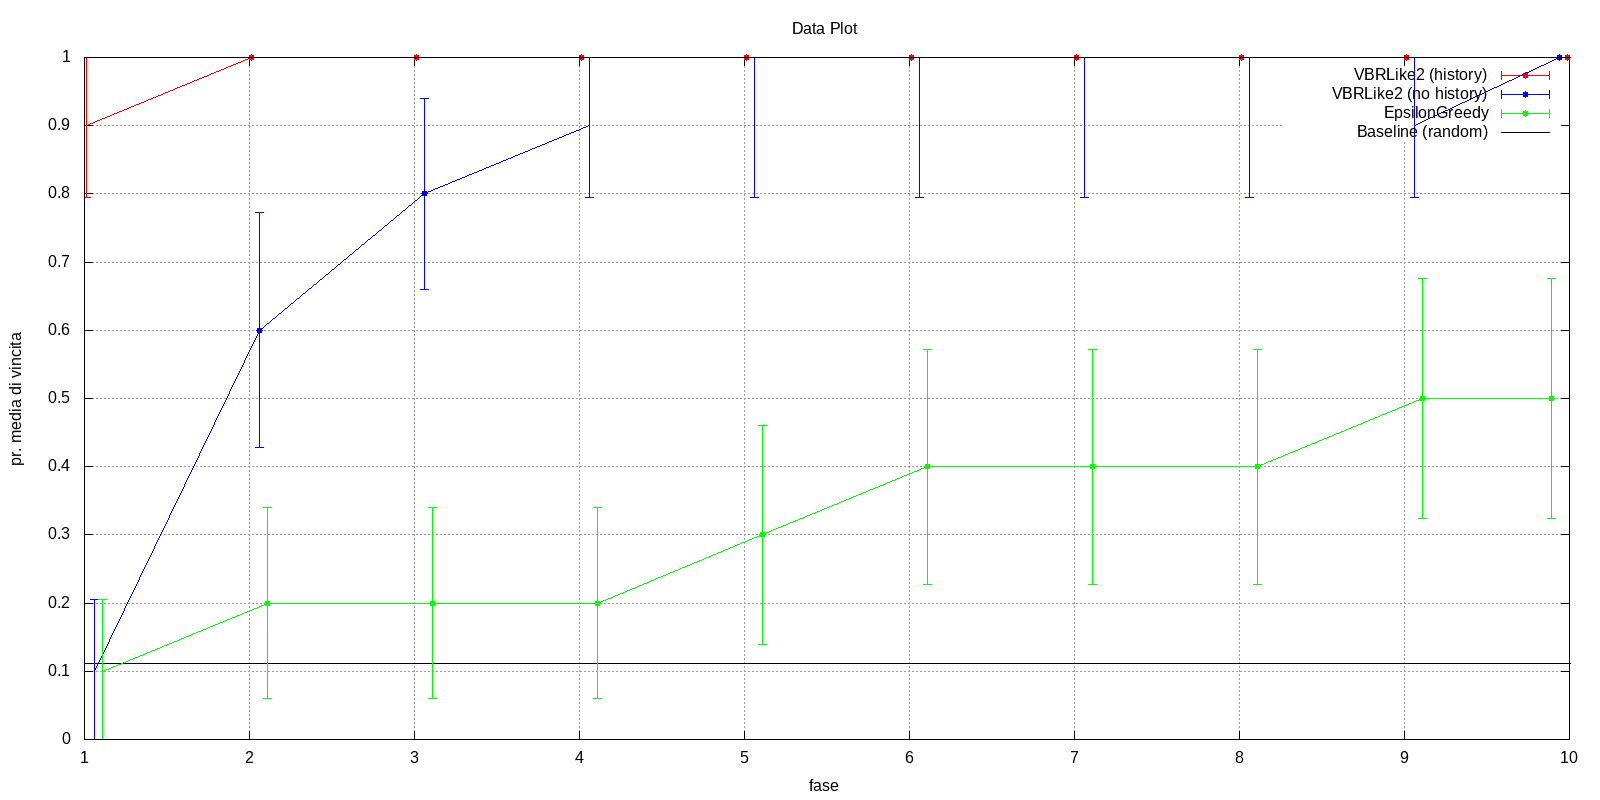 Data Plot
1
VBRLike2 (history)
VBRLike2 (no history)
EpsilonGreedy
Baseline (random)
0.9
0.8
0.7
0.6
0.5
0.4
0.3
0.2
0.1
0
pr. media di vincita
1 2 3 4 5 6 7 8 9 10
fase